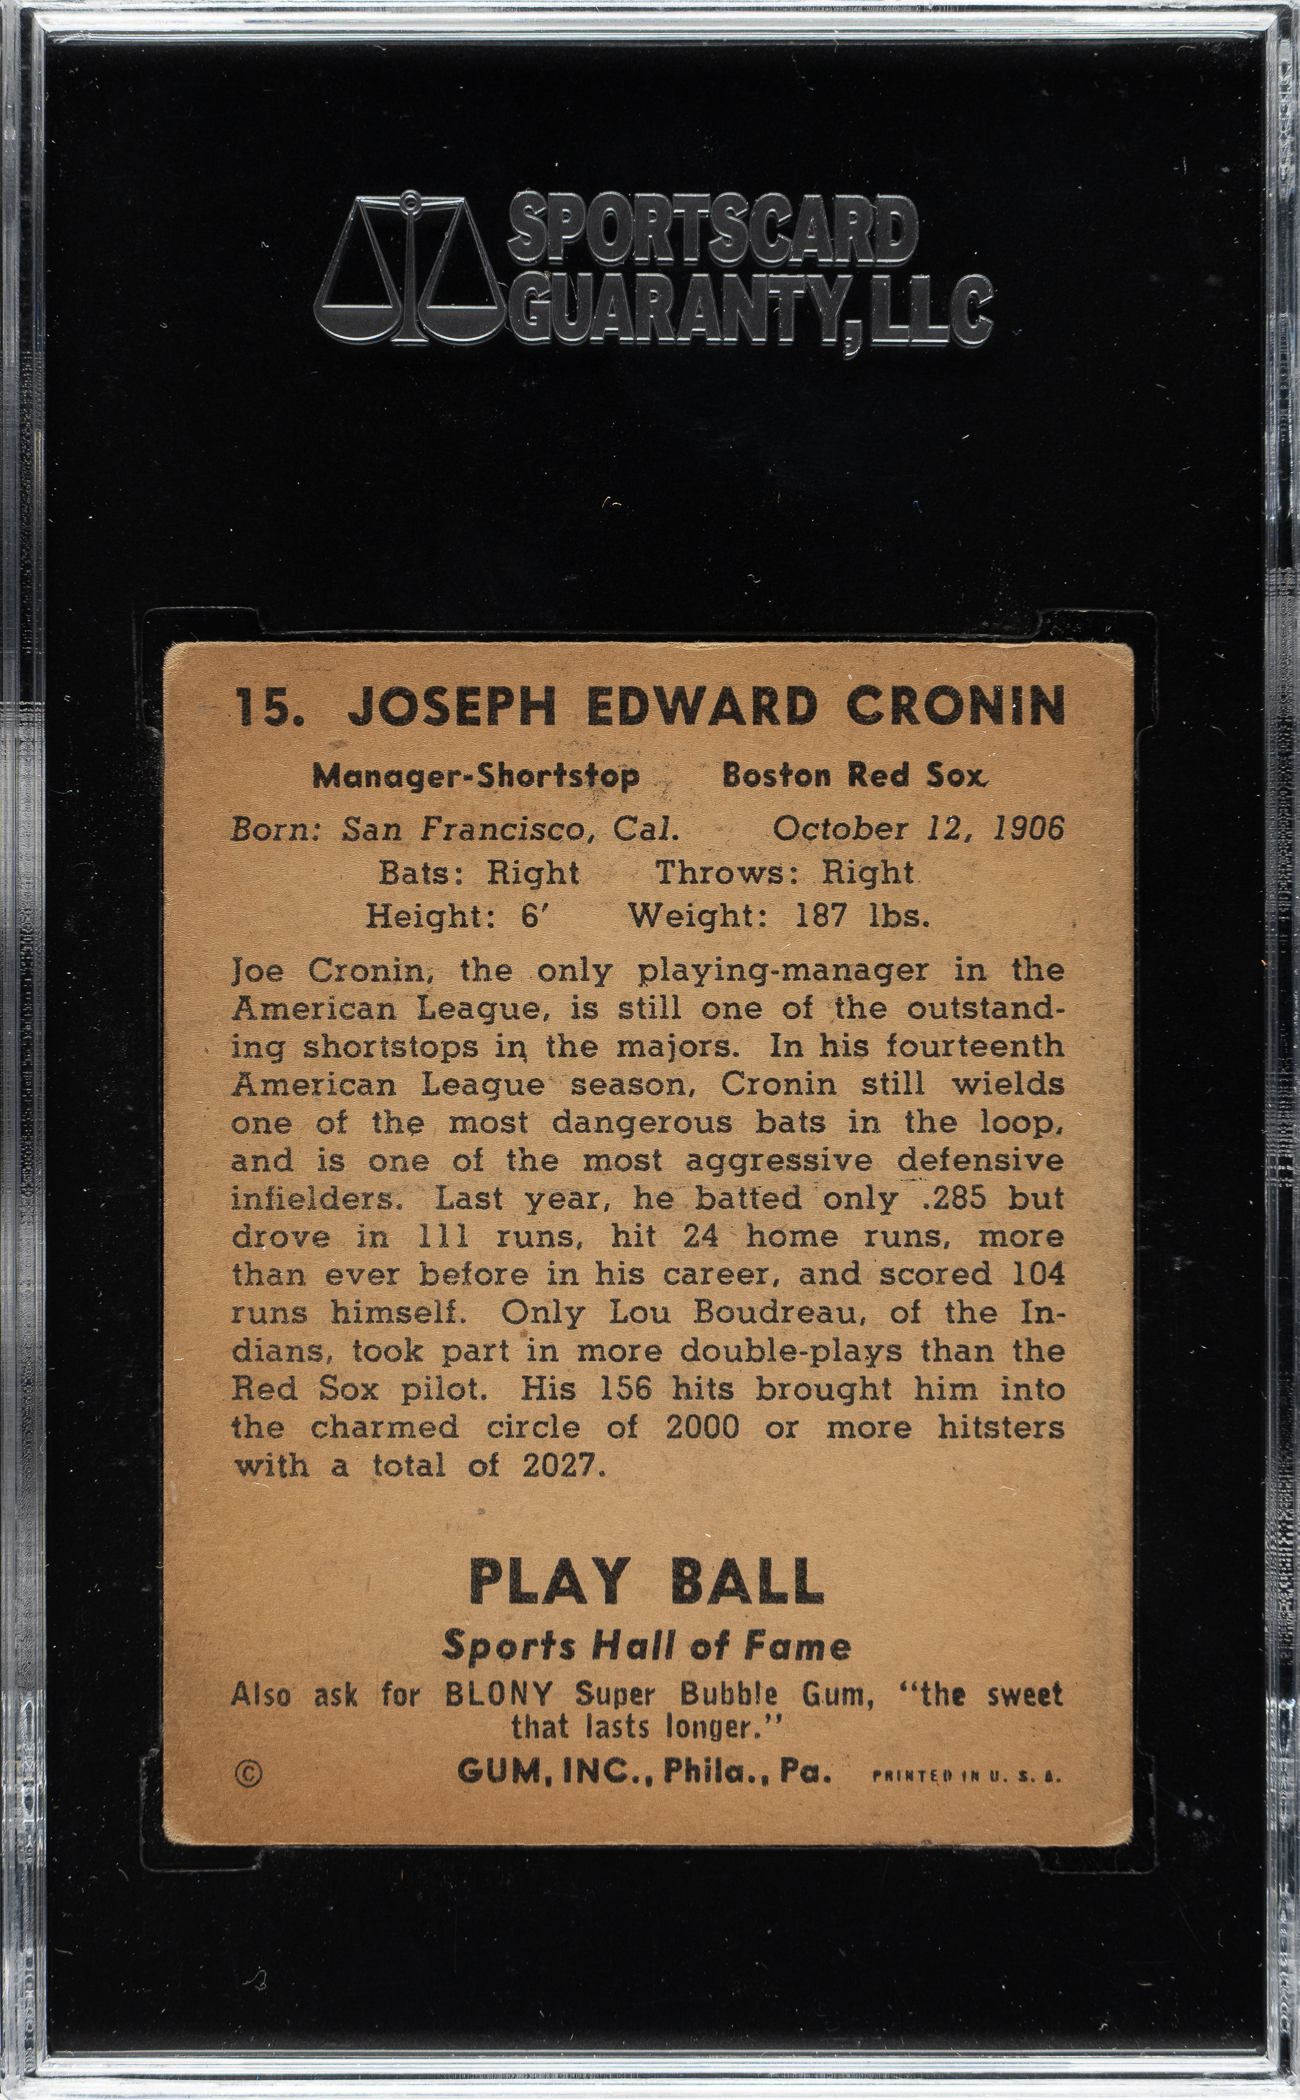 SPORTSCARD
GUARANTY, LLC
15. JOSEPH EDWARD CRONIN
Manager-Shortstop Boston Red Sox
Born: San Francisco, Cal. October 12, 1906
Bats: Right Throws: Right
Height: 6' Weight: 187 lbs.
Joe Cronin, the only playing-manager in the
American League, is still one of the outstand-
ing shortstops in the majors. In his fourteenth
American League season, Cronin still wields
one of the most dangerous bats in the loop,
and is one of the most aggressive defensive
infielders. Last year, he batted only .285 but
drove in 111 runs, hit 24 home runs, more
than ever before in his career, and scored 104
runs himself. Only Lou Boudreau, of the In-
dians, took part in more double-plays than the
Red Sox pilot. His 156 hits brought him into
the charmed circle of 2000 or more hitsters
with a total of 2027.
PLAY BALL
Sports Hall of Fame
Also ask for BLONY Super Bubble Gum, “the sweet
that lasts longer.”
© GUM, INC., Phila., Pa. PRINTED IN U. S. A.